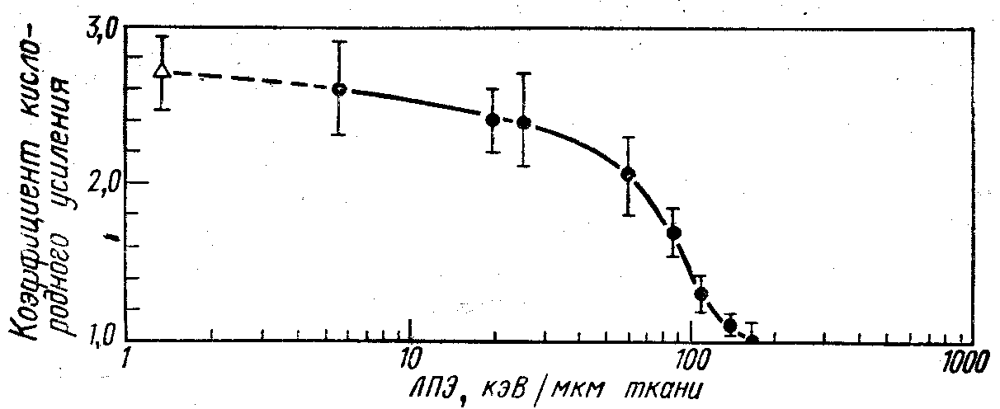 Коэффициент кисло-
родного усиления
3,0
2,0
1,0
1
10
100
1000
ЛПЭ, кэВ/мкм ткани